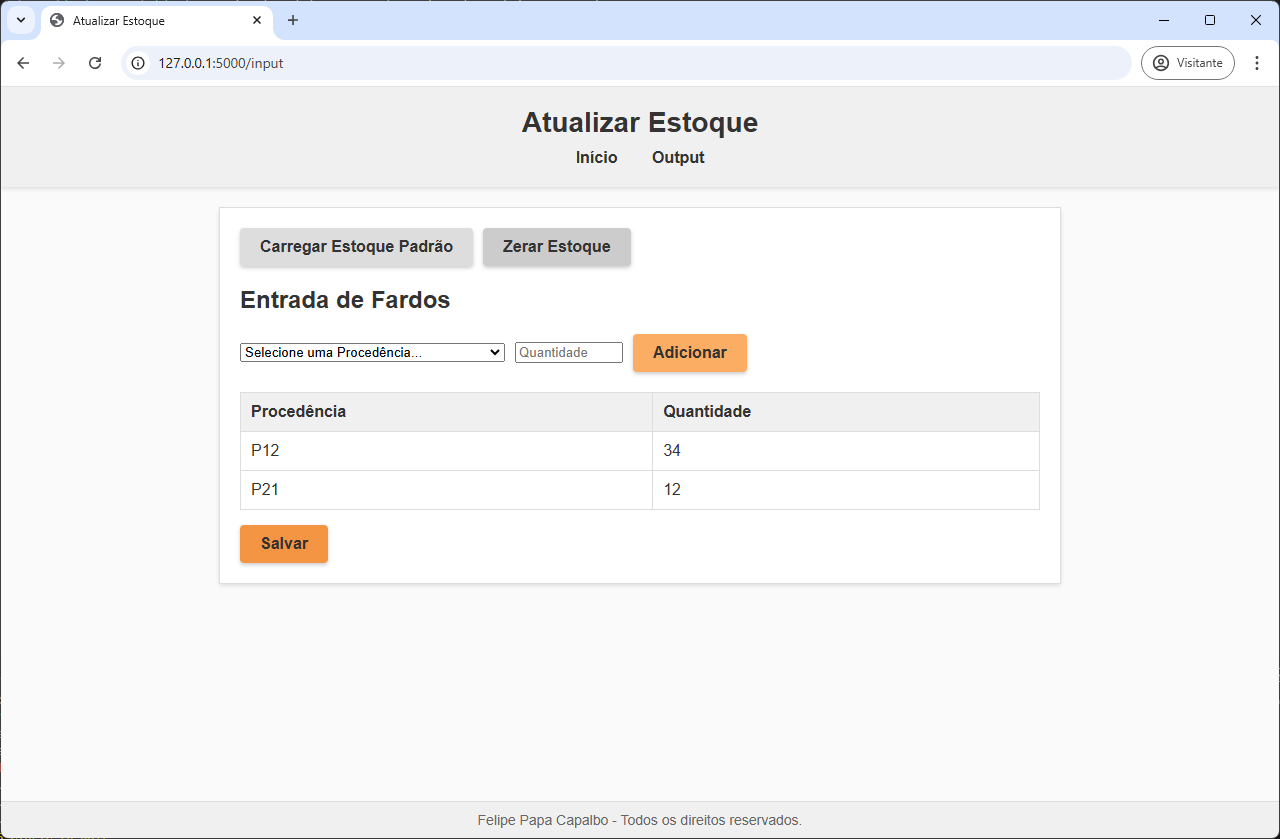 Atualizar Estoque
127.0.0.1:5000/input
Visitante
Atualizar Estoque
Início Output
Carregar Estoque Padrão Zerar Estoque
Entrada de Fardos
Selecione uma Procedência... Quantidade Adicionar
Procedência Quantidade
P12 34
P21 12
Salvar
Felipe Papa Capalbo - Todos os direitos reservados.